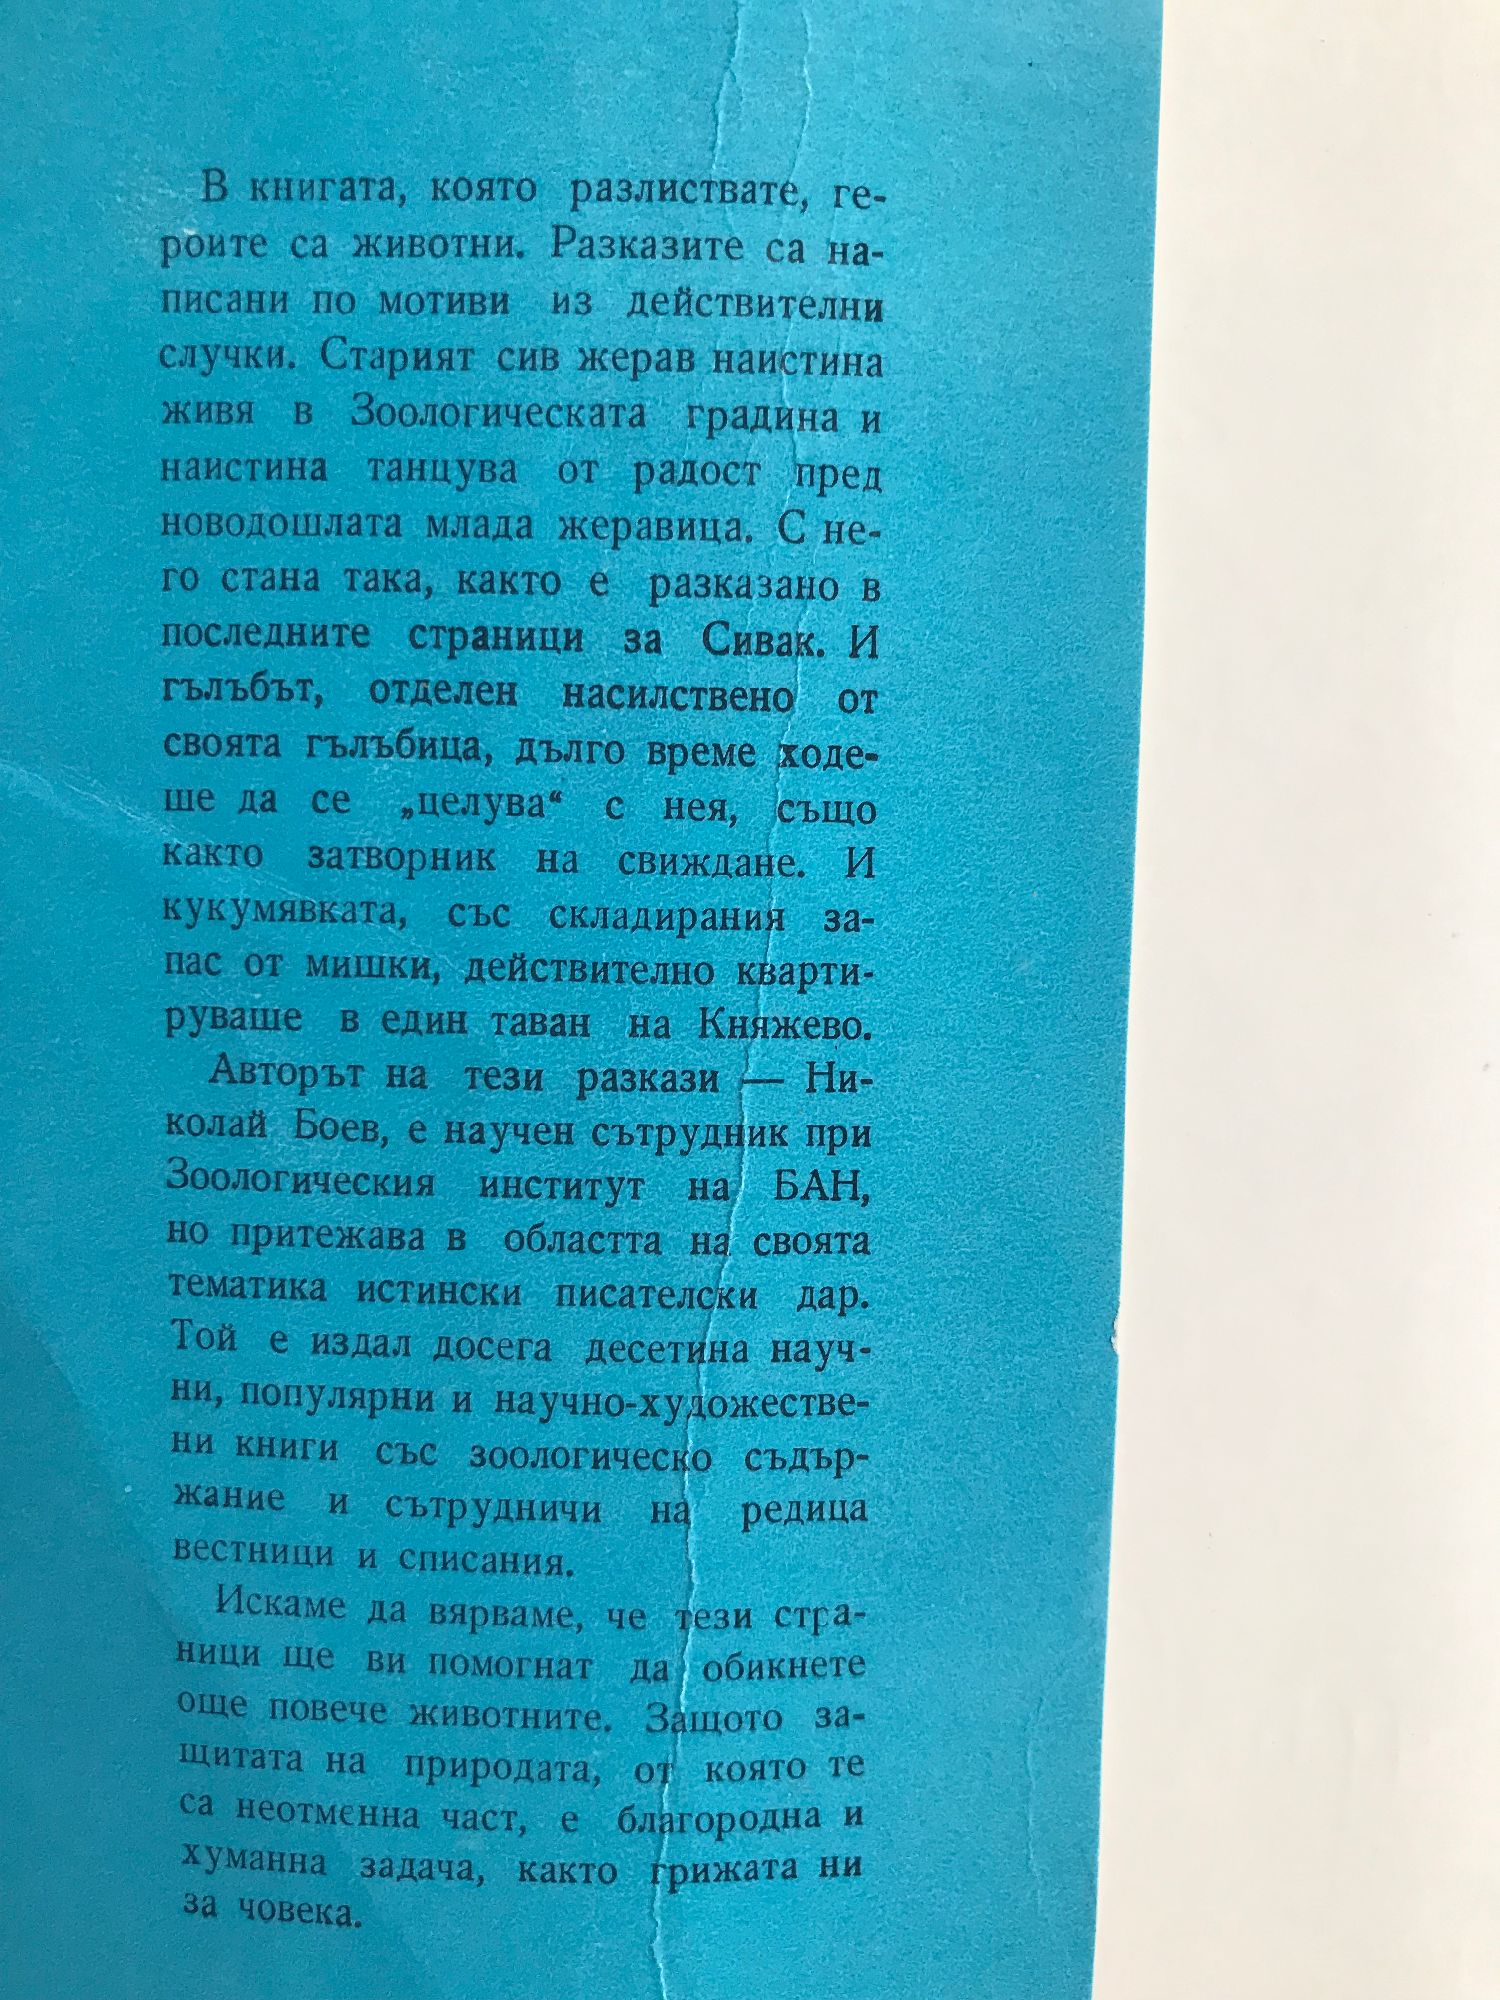 В книгата, която разлиствате, ге-
роите са животни. Разказите са на-
писани по мотиви из действителни
случки. Старият сив жерав наистина
живя в Зоологическата градина и
наистина танцува от радост пред
новодошлата млада жеравица. С не-
го стана така, както е разказано в
последните страници за Сивак. И
гълъбът, отделен насилствено от
своята гълъбица, дълго време ходе-
ше да се „целува“ с нея, също
както затворник на свиждане. И
кукумявката, със складирания за-
пас от мишки, действително кварти-
руваше в един таван на Княжево.
Авторът на тези разкази — Ни-
колай Боев, е научен сътрудник при
Зоологическия институт на БАН,
но притежава в областта на своята
тематика истински писателски дар.
Той е издал досега десетина науч-
ни, популярни и научно-художестве-
ни книги със зоологическо съдър-
жание и сътрудничи на редица
вестници и списания.
Искаме да вярваме, че тези стра-
ници ще ви помогнат да обикнете
още повече животните. Защото за-
щитата на природата, от която те
са неотменна част, е благородна и
хуманна задача, както грижата ни
за човека.